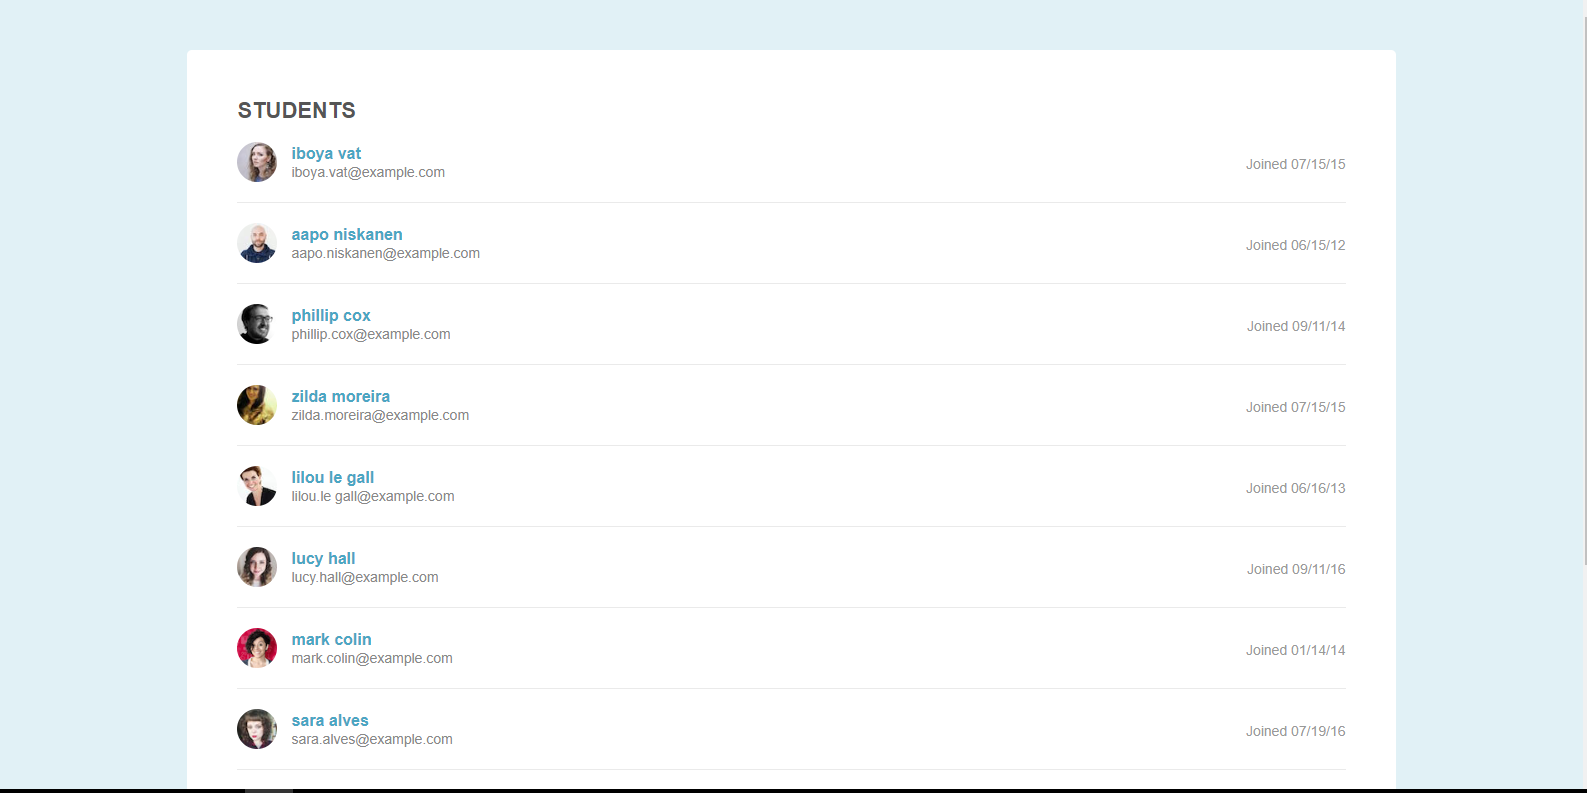 STUDENTS
iboya vat
iboya.vat@example.com
Joined 07/15/15
aapo niskanen
aapo.niskanen@example.com
Joined 06/15/12
phillip cox
phillip.cox@example.com
Joined 09/11/14
zilda moreira
zilda.moreira@example.com
Joined 07/15/15
lilou le gall
lilou.le gall@example.com
Joined 06/16/13
lucy hall
lucy.hall@example.com
Joined 09/11/16
mark colin
mark.colin@example.com
Joined 01/14/14
sara alves
sara.alves@example.com
Joined 07/19/16